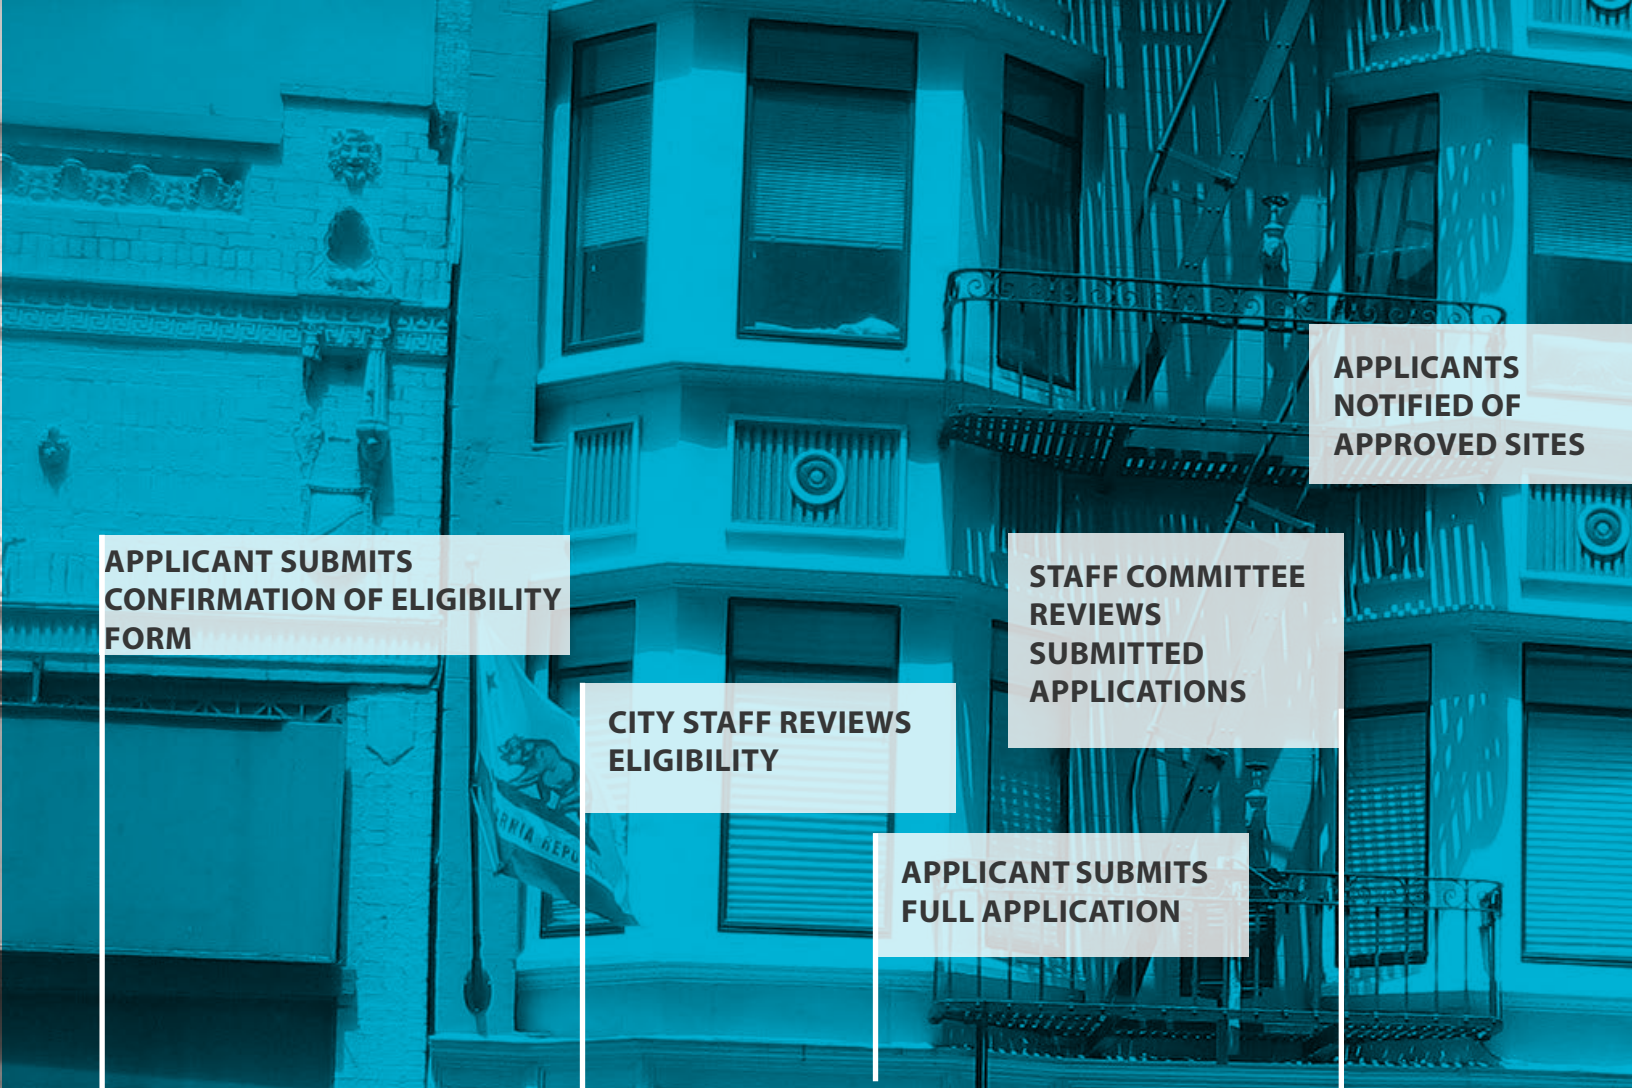 APPLICANT SUBMITS
CONFIRMATION OF ELIGIBILITY
FORM
CITY STAFF REVIEWS
ELIGIBILITY
APPLICANT SUBMITS
FULL APPLICATION
STAFF COMMITTEE
REVIEWS
SUBMITTED
APPLICATIONS
APPLICANTS
NOTIFIED OF
APPROVED SITES